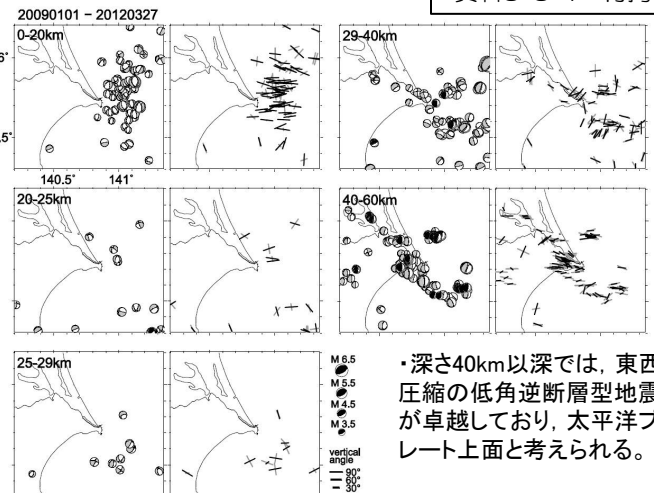 20090101 - 20120327
0-20km
29-40km
6°
.5°
140.5°
141°
20-25km
40-60km
25-29km
M 6.5
M 5.5
M 4.5
M 3.5
vertical
angle
90°
60°
30°
・深さ40km以深では，東西
圧縮の低角逆断層型地震
が卓越しており，太平洋プ
レート上面と考えられる。